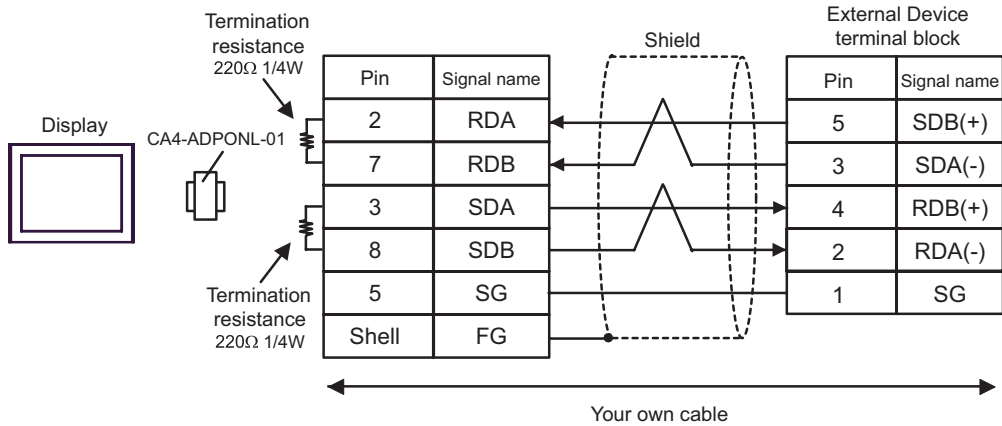 Termination
resistance
220Ω 1/4W
Shield
External Device
terminal block
Display
CA4-ADPONL-01
Pin Signal name
2 RDA
7 RDB
3 SDA
8 SDB
5 SG
Shell FG
Pin Signal name
5 SDB(+)
3 SDA(-)
4 RDB(+)
2 RDA(-)
1 SG
Termination
resistance
220Ω 1/4W
Your own cable